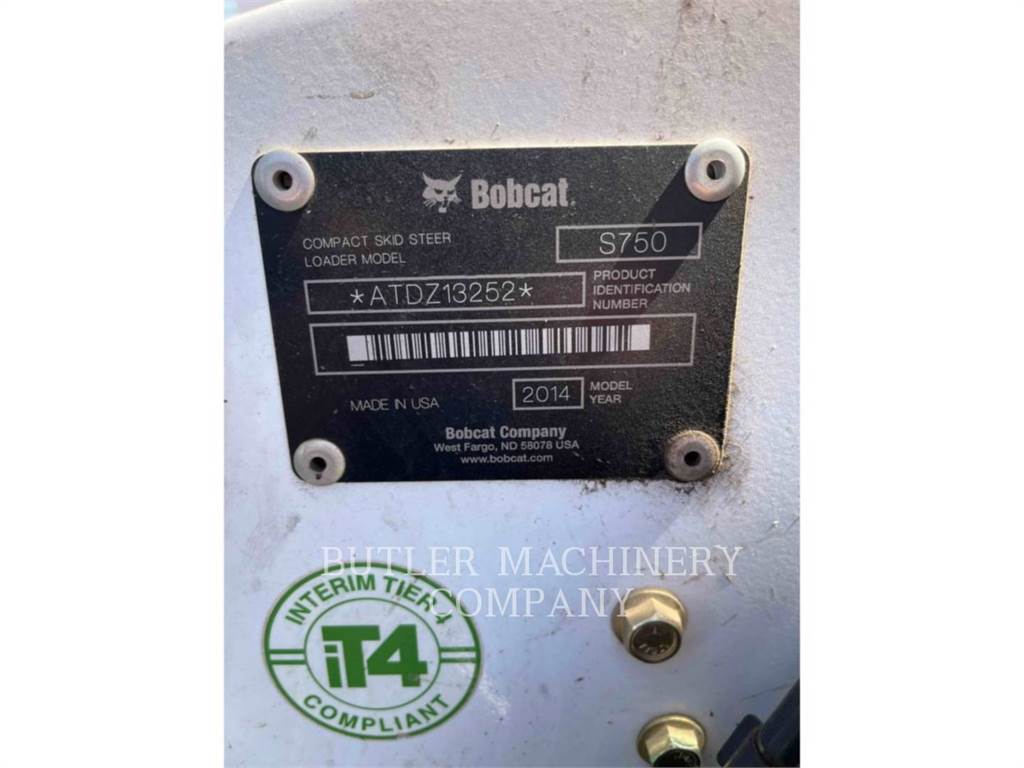 Bobcat.
COMPACT SKID STEER
LOADER MODEL
S750
*ATDZ13252*
PRODUCT
IDENTIFICATION
NUMBER
MADE IN USA
2014
MODEL
YEAR
Bobcat Company
West Fargo, ND 58078 USA
www.bobcat.com
BUTLER MACHINERY
COMPANY
INTERIM TIER 4
iT4
COMPLIANT